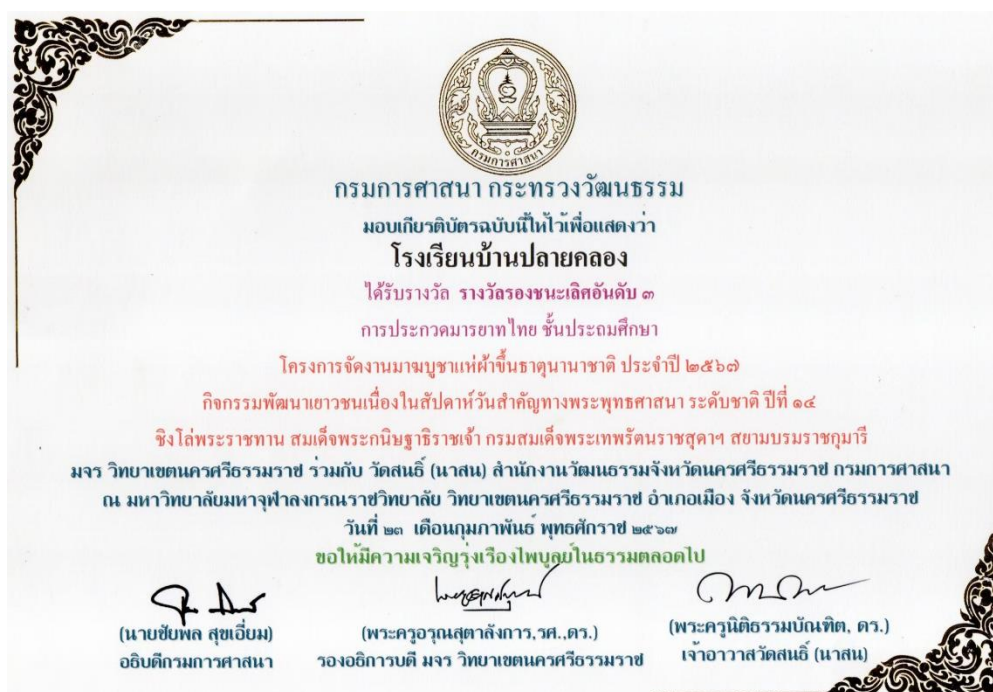 กรมการศาสนา
กรมการศาสนา กระทรวงวัฒนธรรม
มอบเกียรติบัตรฉบับนี้ให้ไว้เพื่อแสดงว่า
โรงเรียนบ้านปลายคลอง
ได้รับรางวัล รางวัลรองชนะเลิศอันดับ ๓
การประกวดมารยาทไทย ชั้นประถมศึกษา
โครงการจัดงานมาฆบูชาแห่ผ้าขึ้นธาตุนานาชาติ ประจำปี ๒๕๖๗
กิจกรรมพัฒนาเยาวชนเนื่องในสัปดาห์วันสำคัญทางพระพุทธศาสนา ระดับชาติ ปีที่ ๑๔
ชิงโล่พระราชทาน สมเด็จพระกนิษฐาธิราชเจ้า กรมสมเด็จพระเทพรัตนราชสุดาฯ สยามบรมราชกุมารี
มจร วิทยาเขตนครศรีธรรมราช ร่วมกับ วัดสนธิ์ (นาสน) สำนักงานวัฒนธรรมจังหวัดนครศรีธรรมราช กรมการศาสนา
ณ มหาวิทยาลัยมหาจุฬาลงกรณราชวิทยาลัย วิทยาเขตนครศรีธรรมราช อำเภอเมือง จังหวัดนครศรีธรรมราช
วันที่ ๒๓ เดือนกุมภาพันธ์ พุทธศักราช ๒๕๖๗
ขอให้มีความเจริญรุ่งเรืองไพบูลย์ในธรรมตลอดไป
(นายชัยพล สุขเอี่ยม) (พระครูอรุณสุตาลังการ,รศ.,ดร.) (พระครูนิติธรรมบัณฑิต, ดร.)
อธิบดีกรมการศาสนา รองอธิการบดี มจร วิทยาเขตนครศรีธรรมราช เจ้าอาวาสวัดสนธิ์ (นาสน)